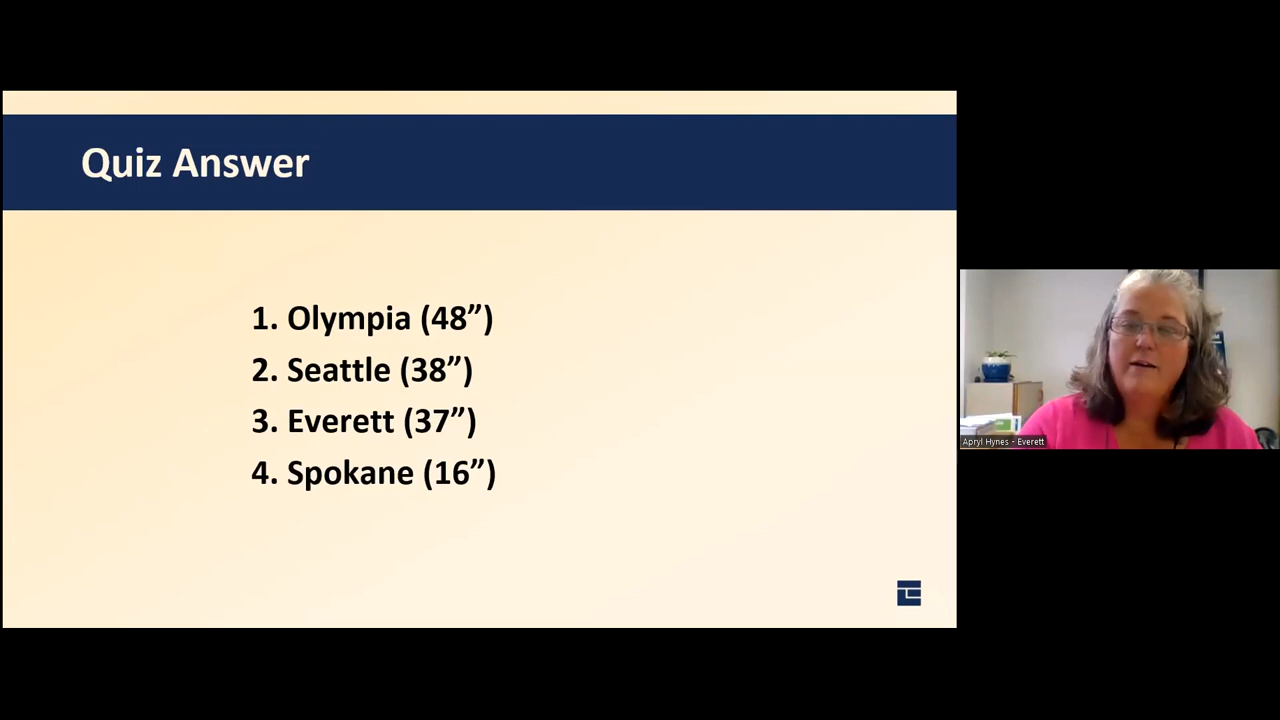 Quiz Answer
1. Olympia (48”)
2. Seattle (38”)
3. Everett (37”)
4. Spokane (16”)
Apryl Hynes - Everett